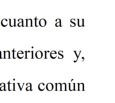 cuanto a su
anteriores y,
ativa común